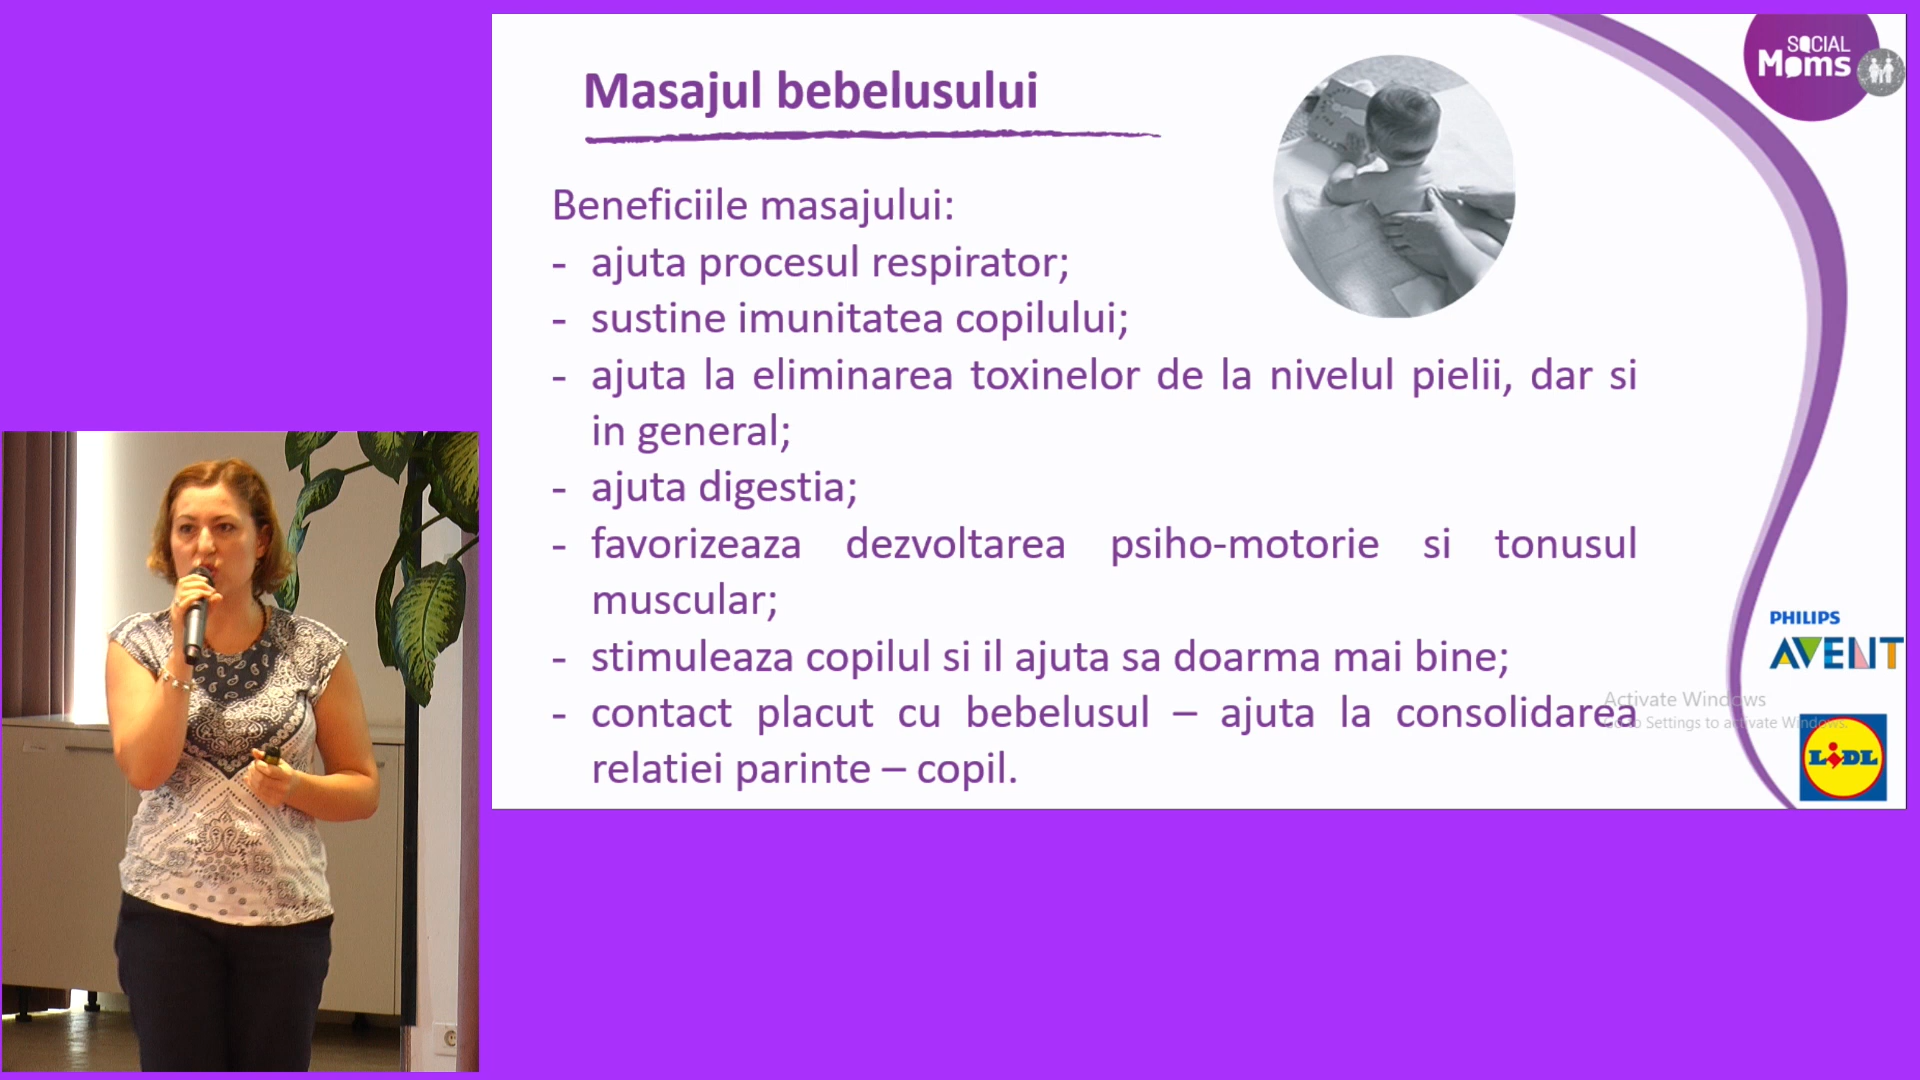 Masajul bebelusului
SOCIAL
Moms
Beneficiile masajului:
- ajuta procesul respirator;
- sustine imunitatea copilului;
- ajuta la eliminarea toxinelor de la nivelul pielii, dar si
in general;
- ajuta digestia;
- favorizeaza dezvoltarea psiho-motorie si tonusul
muscular;
- stimuleaza copilul si il ajuta sa doarma mai bine;
- contact placut cu bebelusul – ajuta la consolidarea
relatiei parinte – copil.
PHILIPS
AVENT
Activate Windows
Go to Settings to activate Windows.
LIDL